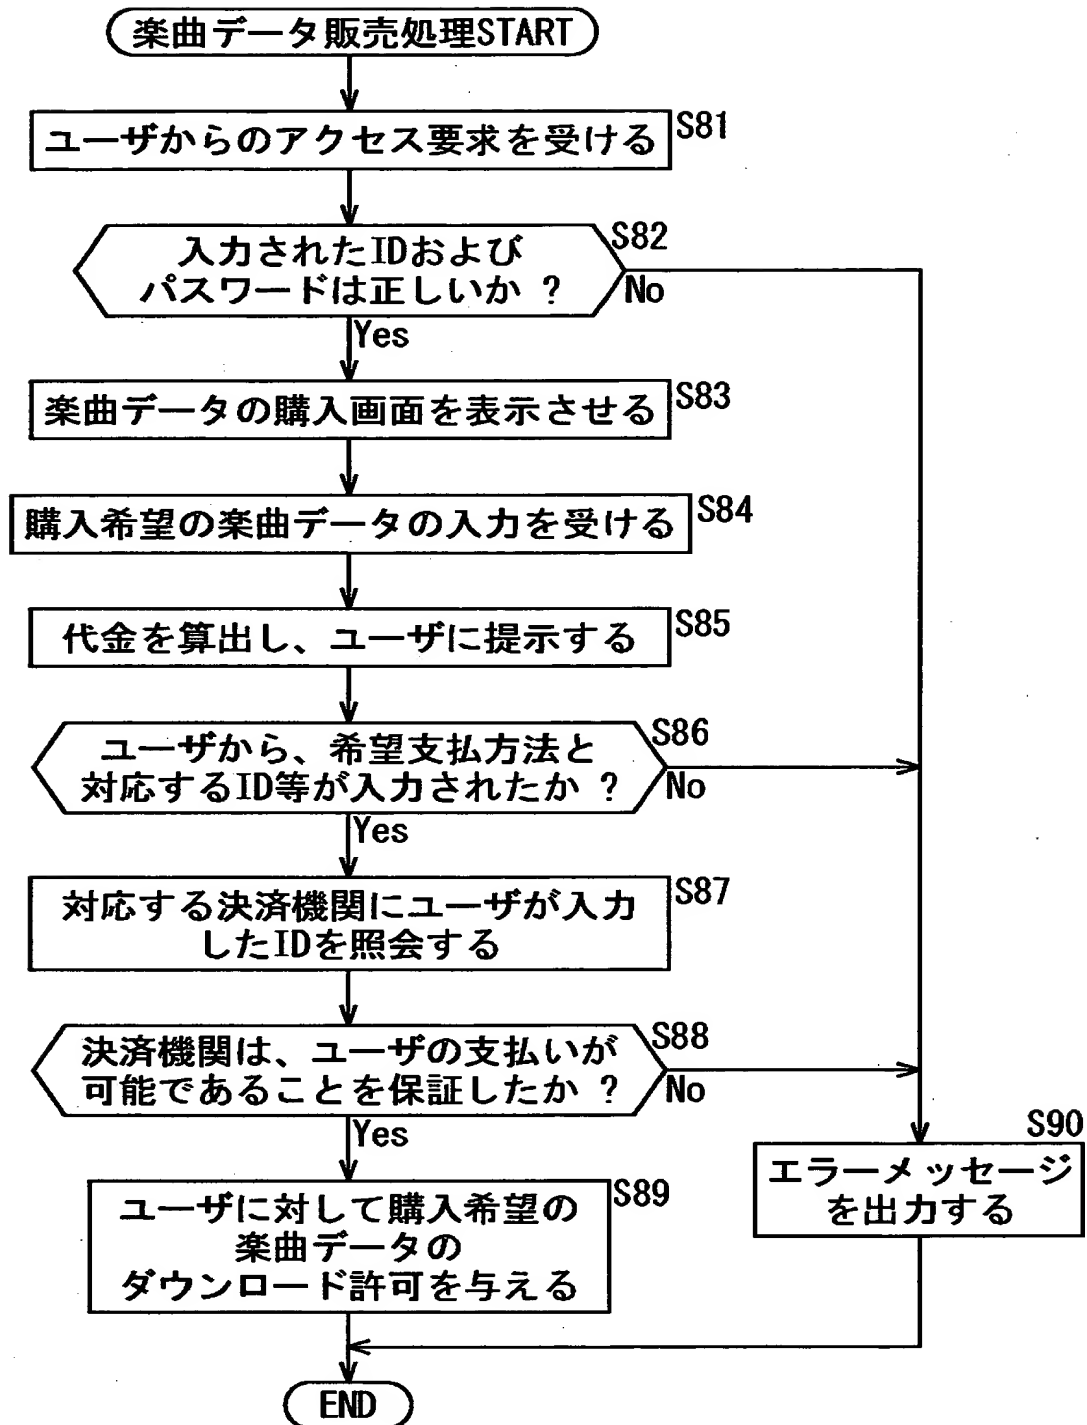 楽曲データ販売処理START
ユーザからのアクセス要求を受ける
S81
入力されたIDおよび
パスワードは正しいか ?
S82
No
Yes
楽曲データの購入画面を表示させる
S83
購入希望の楽曲データの入力を受ける
S84
代金を算出し、ユーザに提示する
S85
ユーザから、希望支払方法と
対応するID等が入力されたか ?
S86
No
Yes
対応する決済機関にユーザが入力
したIDを照会する
S87
決済機関は、ユーザの支払いが
可能であることを保証したか ?
S88
No
Yes
ユーザに対して購入希望の
楽曲データの
ダウンロード許可を与える
S89
S90
エラーメッセージ
を出力する
END